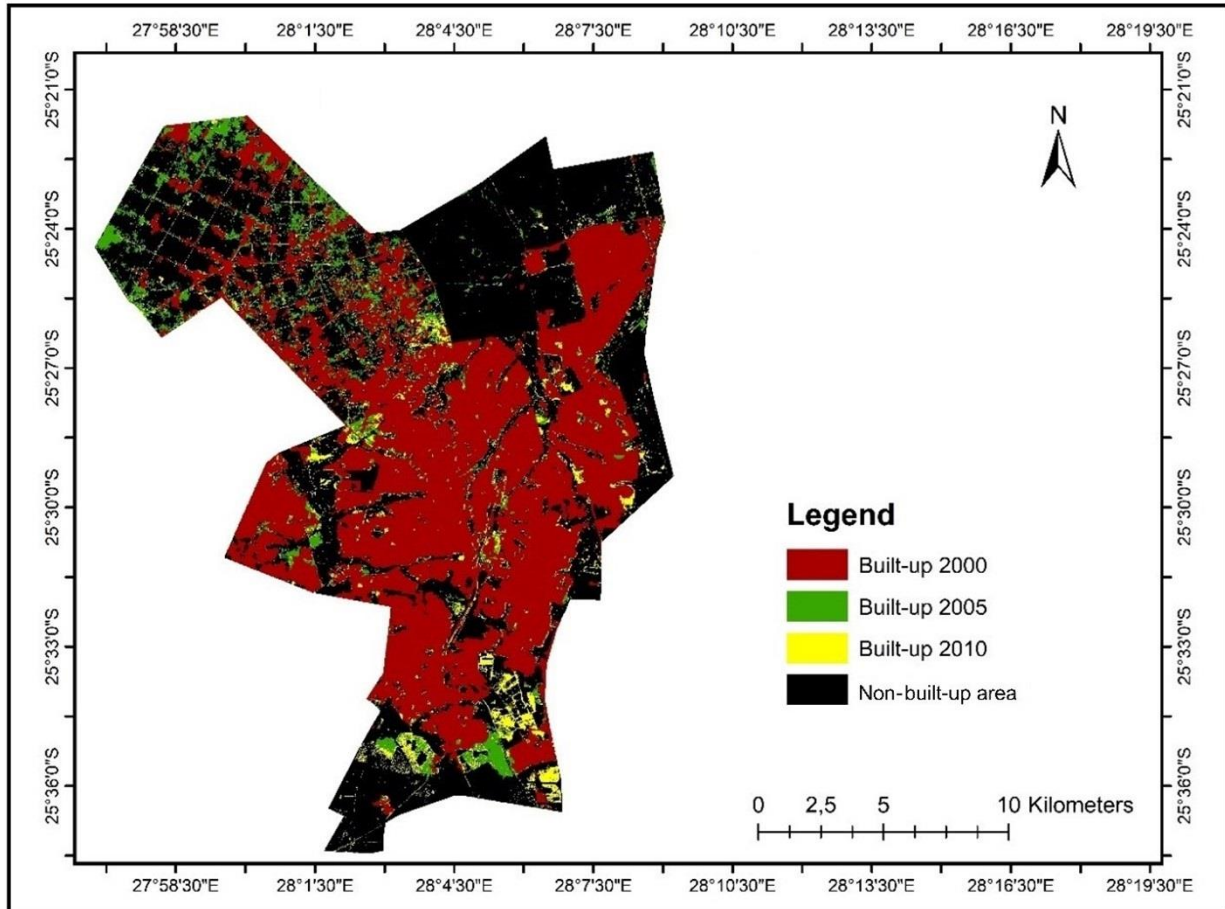 27°58'30"E 28°1'30"E 28°4'30"E 28°7'30"E 28°10'30"E 28°13'30"E 28°16'30"E 28°19'30"E
25°21'0"S 25°21'0"S
N
25°24'0"S 25°24'0"S
25°27'0"S 25°27'0"S
25°30'0"S 25°30'0"S
Legend
Built-up 2000
Built-up 2005
Built-up 2010
Non-built-up area
25°33'0"S 25°33'0"S
25°36'0"S 25°36'0"S
0 2,5 5 10 Kilometers
27°58'30"E 28°1'30"E 28°4'30"E 28°7'30"E 28°10'30"E 28°13'30"E 28°16'30"E 28°19'30"E